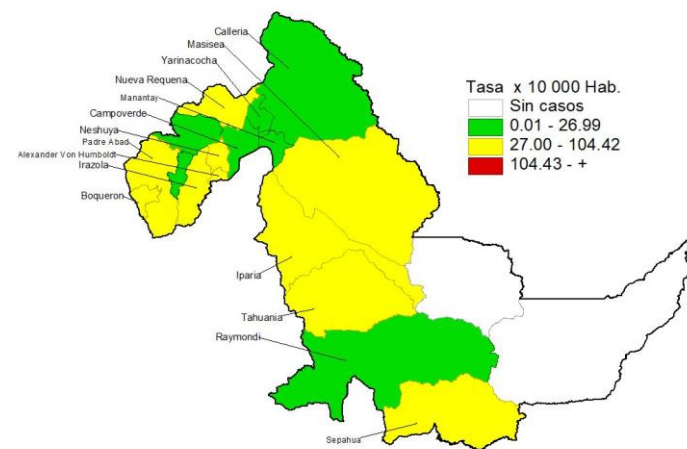 Calleria
Masisea
Yarinacocha
Nueva Requena
Manantay
Campoverde
Neshuya
Padre Abad
Alexander Von Humboldt
Irazola
Boqueron
Iparia
Tahuania
Raymondi
Sepahua
Tasa x 10 000 Hab.
Sin casos
0.01 - 26.99
27.00 - 104.42
104.43 - +